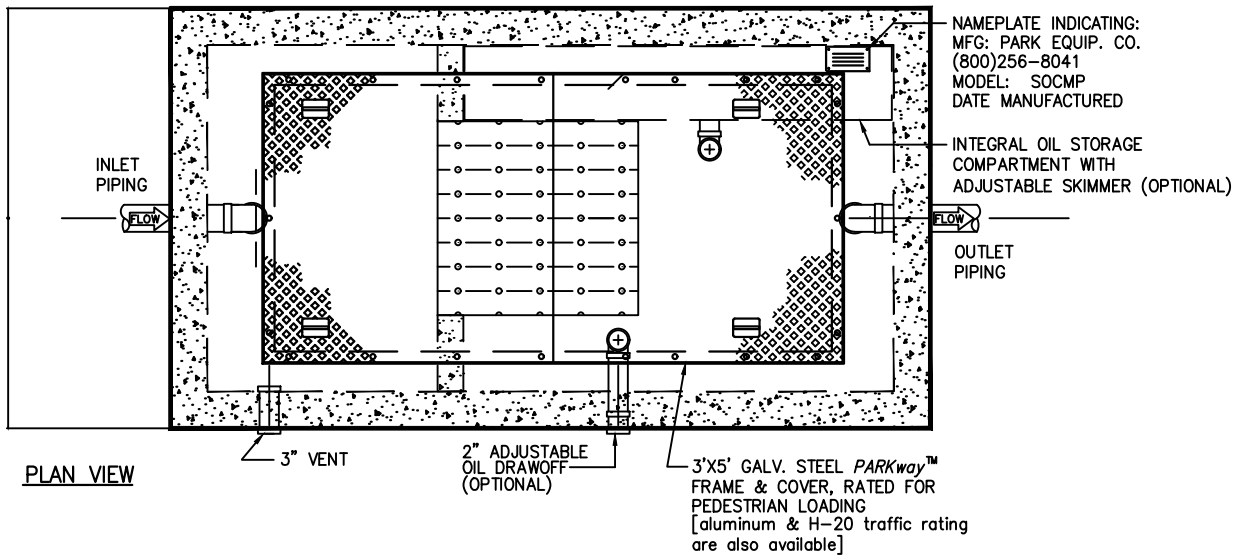 NAMEPLATE INDICATING:
MFG: PARK EQUIP. CO.
(800)256-8041
MODEL: SOCMP
DATE MANUFACTURED
INTEGRAL OIL STORAGE
COMPARTMENT WITH
ADJUSTABLE SKIMMER (OPTIONAL)
INLET
PIPING
FLOW
FLOW
OUTLET
PIPING
3" VENT
2" ADJUSTABLE
OIL DRAWOFF
(OPTIONAL)
3'X5' GALV. STEEL PARKway™
FRAME & COVER, RATED FOR
PEDESTRIAN LOADING
[aluminum & H-20 traffic rating
are also available]
PLAN VIEW